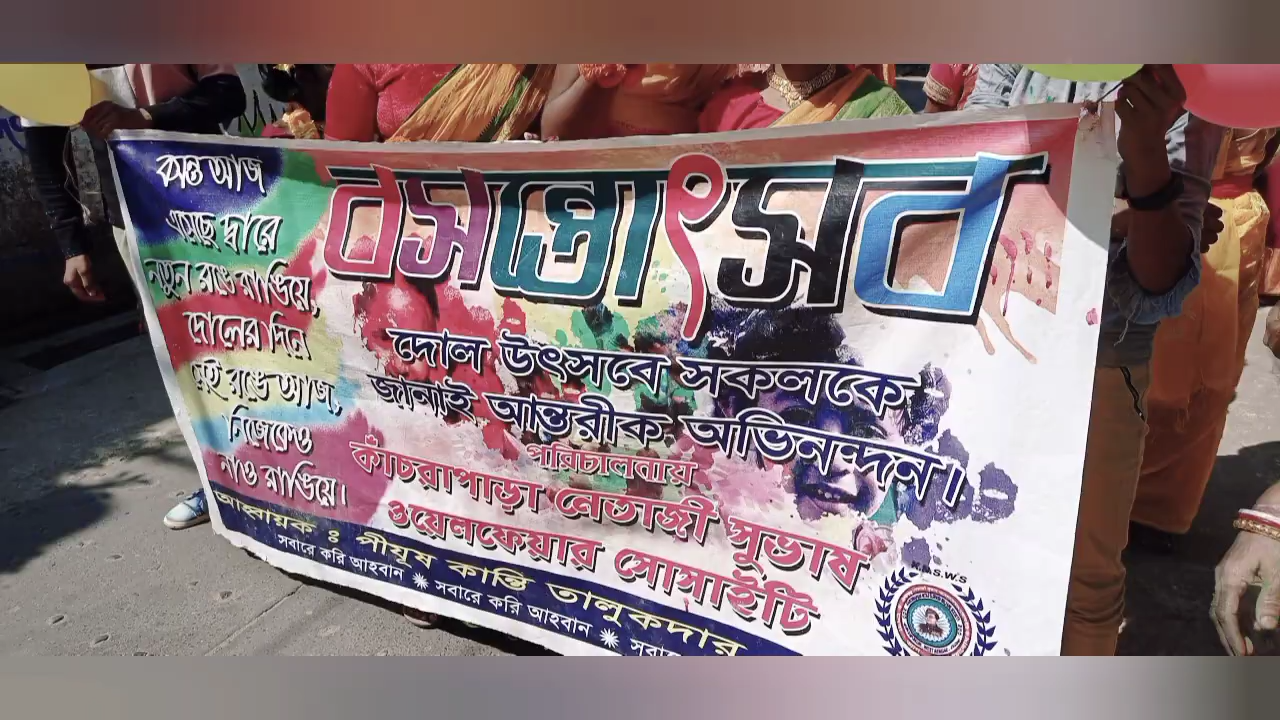 বসন্ত আজ
এসেছে দ্বারে
নতুন রঙে রাঙিয়ে,
দোলের দিনে
সেই রঙে আজ,
নিজেকেও
নাও রাঙিয়ে।
বসন্তোৎসব
দোল উৎসবে সকলকে
জানাই আন্তরীক অভিনন্দন।
পরিচালনায়
কাঁচরাপাড়া নেতাজী সুভাষ
ওয়েলফেয়ার সোসাইটি
আহ্বায়ক ঃ পীযুষ কান্তি তালুকদার
সবারে করি আহবান ✺ সবারে করি আহবান ✺ সবারে
K.N.S.W.S